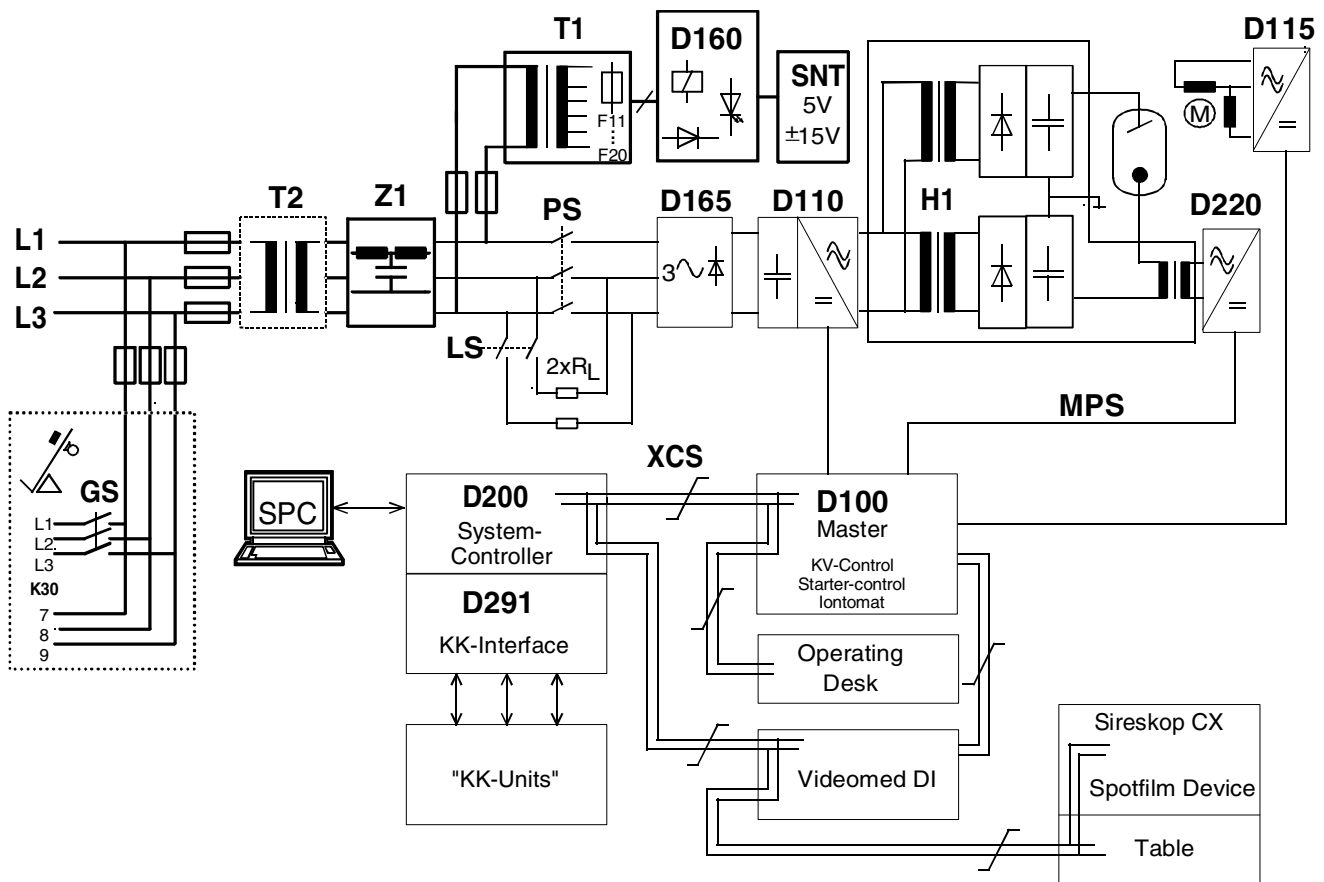 T1
D160
D115
SNT
5V
±15V
F11
F20
M
T2
Z1
PS
D165
D110
H1
D220
L1
L2
L3
3
LS
2xRL
MPS
GS
L1
L2
L3
K30
7
8
9
SPC
XCS
D200
System-
Controller
D100
Master
KV-Control
Starter-control
Iontomat
D291
KK-Interface
Operating
Desk
"KK-Units"
Videomed DI
Sireskop CX
Spotfilm Device
Table